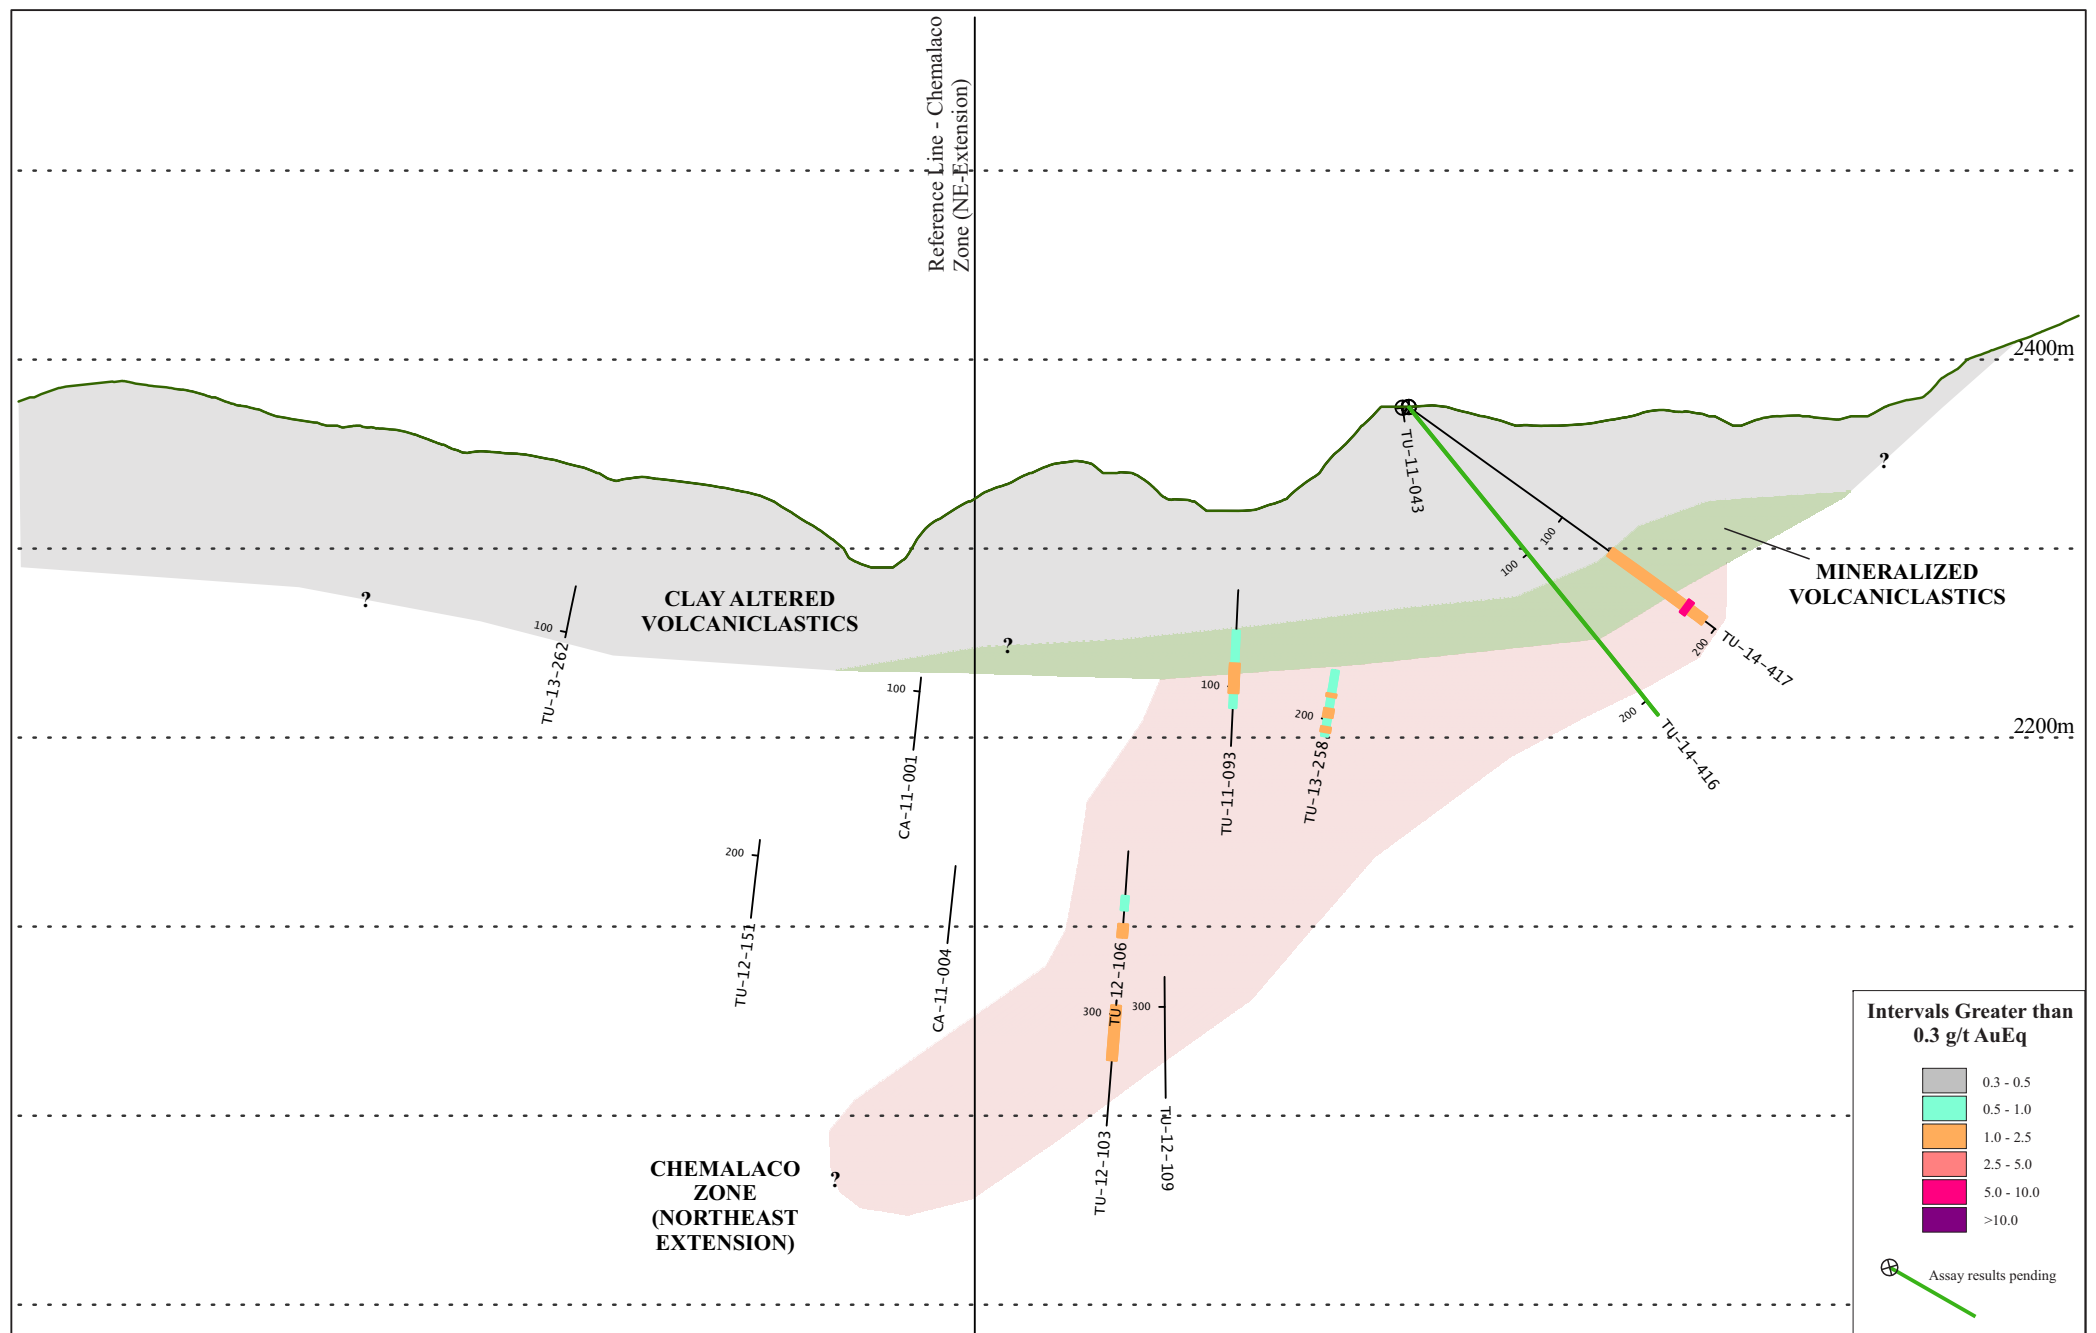 Reference Line - Chemalaco
Zone (NE-Extension)
2400m
TU-11-043
?
100
100
MINERALIZED
VOLCANICLASTICS
?
CLAY ALTERED
VOLCANICLASTICS
100
TU-13-262
?
200
TU-14-417
100
CA-11-001
100
TU-11-093
200
TU-13-258
200
TU-14-416
2200m
200
TU-12-151
CA-11-004
TU-12-106
300
300
TU-12-103
TU-12-109
CHEMALACO
ZONE
(NORTHEAST
EXTENSION)
?
Intervals Greater than
0.3 g/t AuEq
0.3 - 0.5
0.5 - 1.0
1.0 - 2.5
2.5 - 5.0
5.0 - 10.0
>10.0
Assay results pending